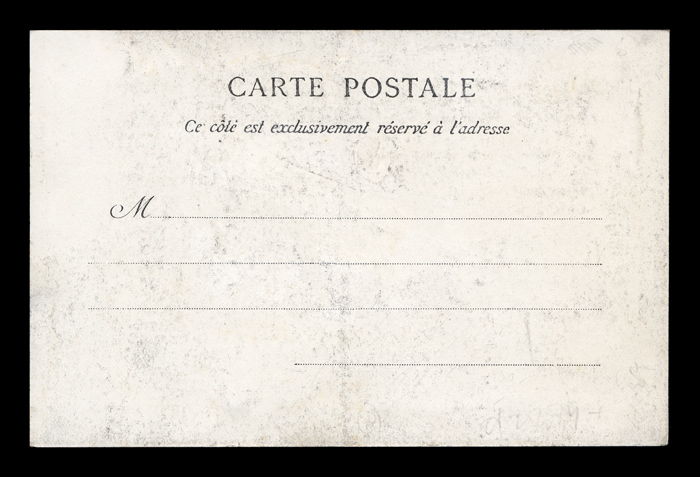 CARTE POSTALE
Ce côté est exclusivement réservé à l'adresse
M